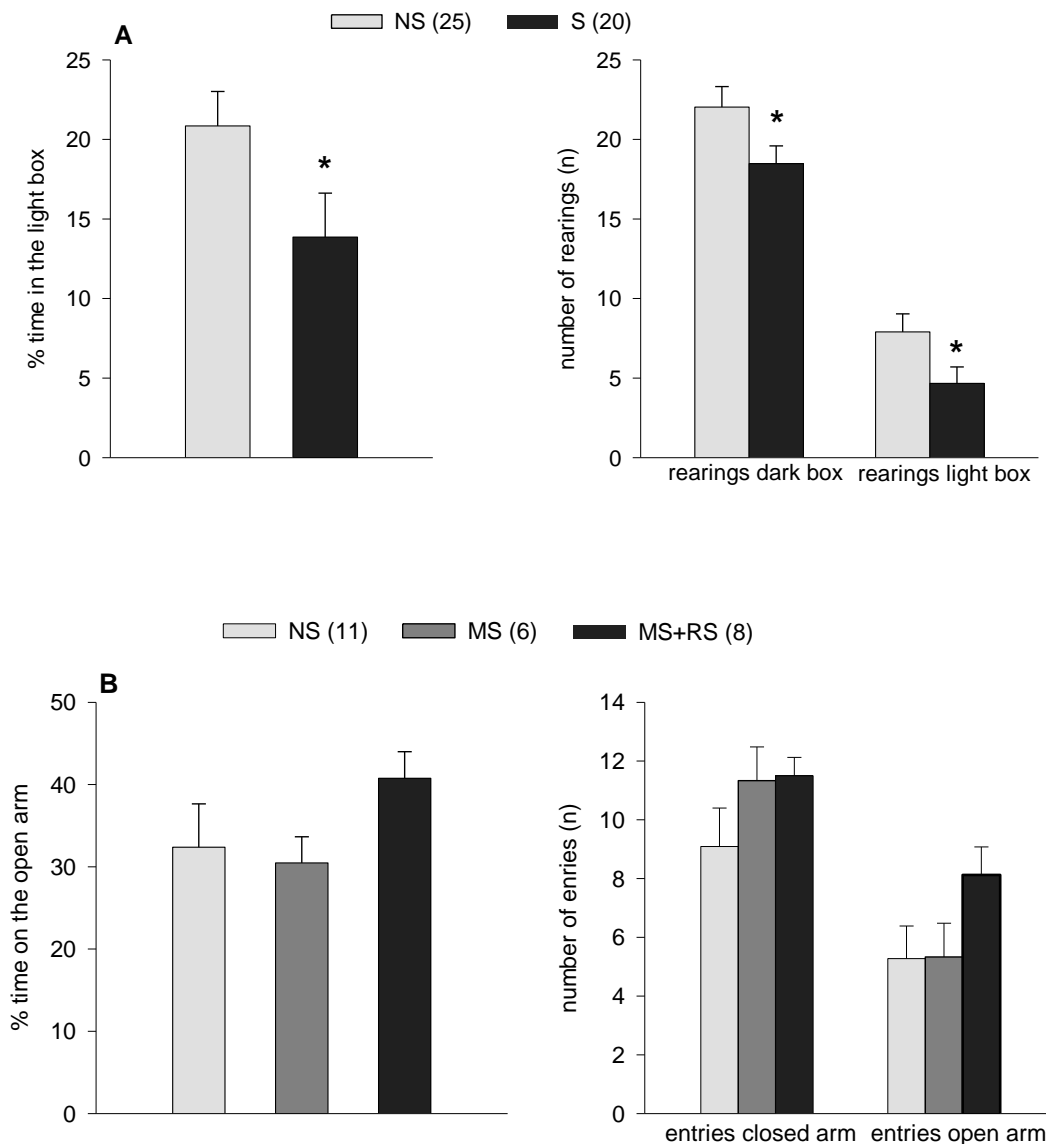 NS (25) S (20)
A
25
20
15
10
5
0
% time in the light box
*
25
20
15
10
5
0
number of rearings (n)
*
*
rearings dark box rearings light box
NS (11) MS (6) MS+RS (8)
B
50
40
30
20
10
0
% time on the open arm
14
12
10
8
6
4
2
0
number of enries (n)
entries closed arm entries open arm